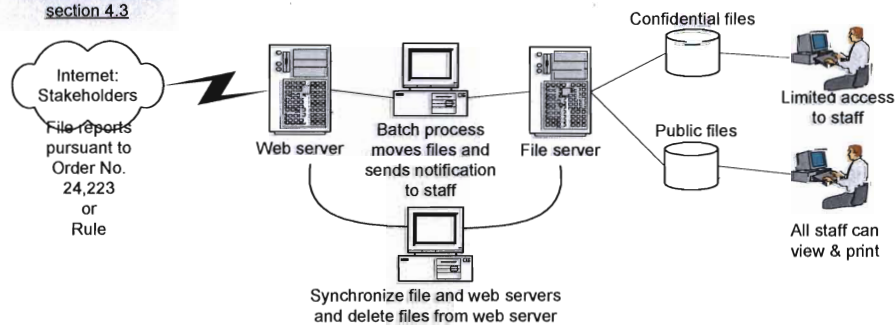 section 4.3
Internet:
Stakeholders
File reports
pursuant to
Order No.
24,223
or
Rule
Web server
Batch process
moves files and
sends notification
to staff
File server
Confidential files
Limited access
to staff
Public files
All staff can
view & print
Synchronize file and web servers
and delete files from web server